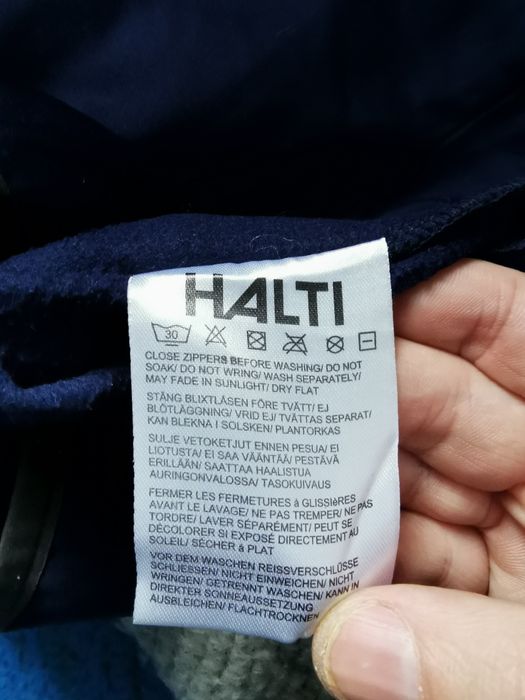 HALTI
30
CLOSE ZIPPERS BEFORE WASHING/ DO NOT
SOAK/ DO NOT WRING/ WASH SEPARATELY/
MAY FADE IN SUNLIGHT/ DRY FLAT
STÄNG BLIXTLÅSEN FÖRE TVÄTT/ EJ
BLÖTLÄGGNING/ VRID EJ/ TVÄTTAS SEPARAT/
KAN BLEKNA I SOLSKEN/ PLANTORKAS
SULJE VETOKETJUT ENNEN PESUA/ EI
LIOTUSTA/ EI SAA VÄÄNTÄÄ/ PESTÄVÄ
ERILLÄÄN/ SAATTAA HAALISTUA
AURINGONVALOSSA/ TASOKUIVAUS
FERMER LES FERMETURES à GLISSIèRES
AVANT LE LAVAGE/ NE PAS TREMPER/ NE PAS
TORDRE/ LAVER SÉPARÉMENT/ PEUT SE
DÉCOLORER SI EXPOSÉ DIRECTEMENT AU
SOLEIL/ SÉCHER à PLAT
VOR DEM WASCHEN REISSVERSCHLÜSSE
SCHLIESSEN/ NICHT EINWEICHEN/ NICHT
WRINGEN/ GETRENNT WASCHEN/ KANN IN
DIREKTER SONNEAUSSETZUNG
AUSBLEICHEN/ FLACHTROCKNEN